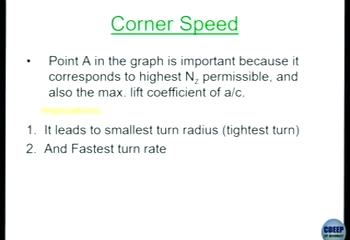 Corner Speed
• Point A in the graph is important because it
corresponds to highest Nz permissible, and
also the max. lift coefficient of a/c.
1. It leads to smallest turn radius (tightest turn)
2. And Fastest turn rate
CDEEP